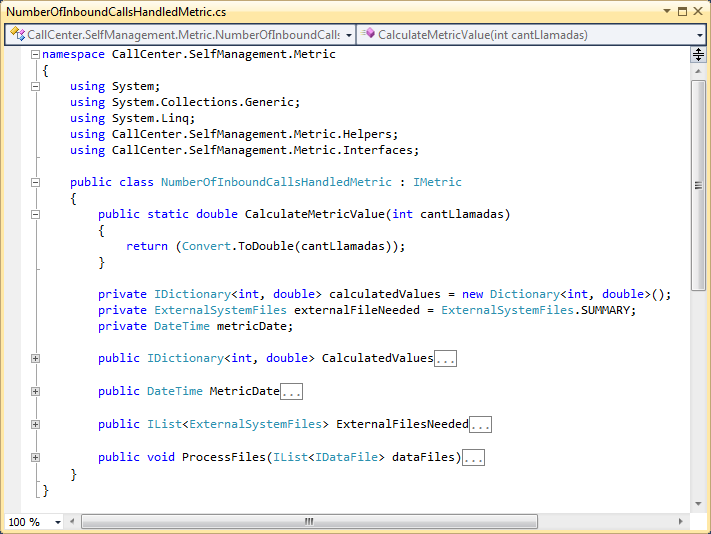 NumberOfInboundCallsHandledMetric.cs
CallCenter.SelfManagement.Metric.NumberOfInboundCalls
CalculateMetricValue(int cantLlamadas)
namespace CallCenter.SelfManagement.Metric
{
using System;
using System.Collections.Generic;
using System.Linq;
using CallCenter.SelfManagement.Metric.Helpers;
using CallCenter.SelfManagement.Metric.Interfaces;
public class NumberOfInboundCallsHandledMetric : IMetric
{
public static double CalculateMetricValue(int cantLlamadas)
{
return (Convert.ToDouble(cantLlamadas));
}
private IDictionary<int, double> calculatedValues = new Dictionary<int, double>();
private ExternalSystemFiles externalFileNeeded = ExternalSystemFiles.SUMMARY;
private DateTime metricDate;
public IDictionary<int, double> CalculatedValues...
public DateTime MetricDate...
public IList<ExternalSystemFiles> ExternalFilesNeeded...
public void ProcessFiles(IList<IDataFile> dataFiles)...
}
}
100 %